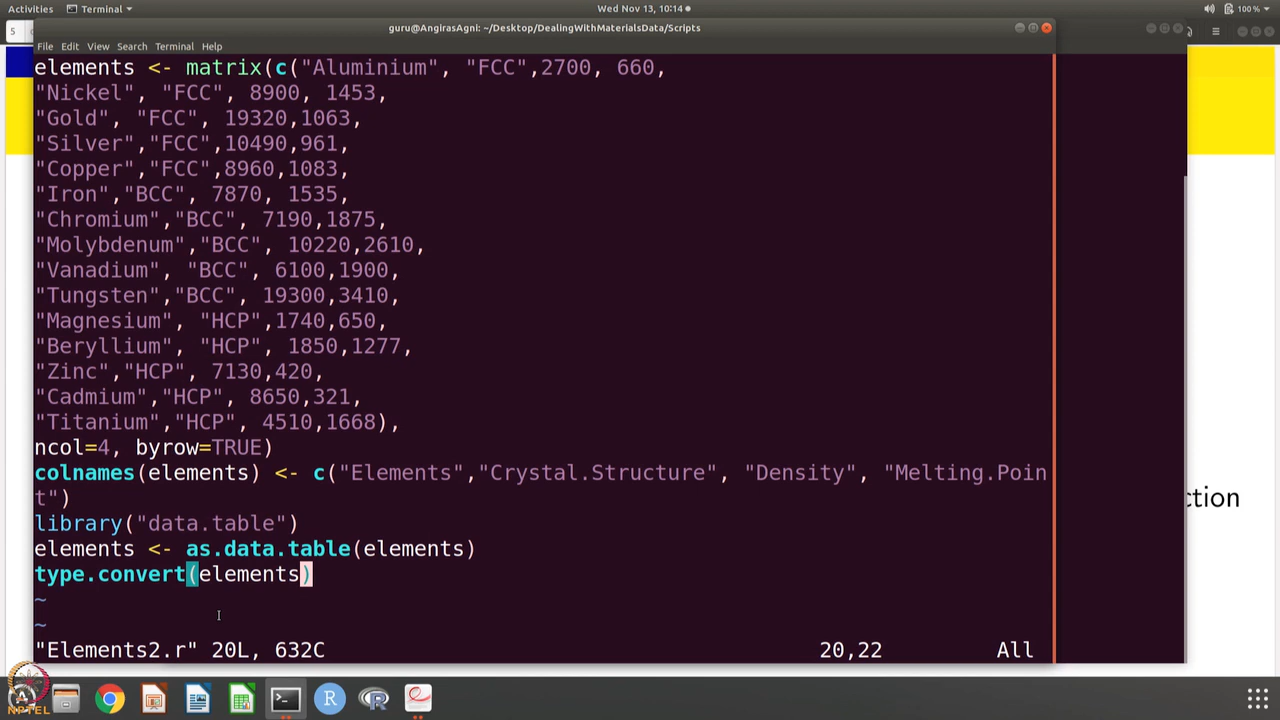 Activities Terminal Wed Nov 13, 10:14 100 %
5 guru@AngirasAgni: ~/Desktop/DealingWithMaterialsData/Scripts
File Edit View Search Terminal Help
elements <- matrix(c("Aluminium", "FCC",2700, 660,
"Nickel", "FCC", 8900, 1453,
"Gold", "FCC", 19320,1063,
"Silver","FCC",10490,961,
"Copper","FCC",8960,1083,
"Iron","BCC", 7870, 1535,
"Chromium","BCC", 7190,1875,
"Molybdenum","BCC", 10220,2610,
"Vanadium", "BCC", 6100,1900,
"Tungsten","BCC", 19300,3410,
"Magnesium", "HCP",1740,650,
"Beryllium", "HCP", 1850,1277,
"Zinc","HCP", 7130,420,
"Cadmium","HCP", 8650,321,
"Titanium","HCP", 4510,1668),
ncol=4, byrow=TRUE)
colnames(elements) <- c("Elements","Crystal.Structure", "Density", "Melting.Poin
t")
ction
library("data.table")
elements <- as.data.table(elements)
type.convert(elements)
~
~
"Elements2.r" 20L, 632C 20,22 All
NPTEL